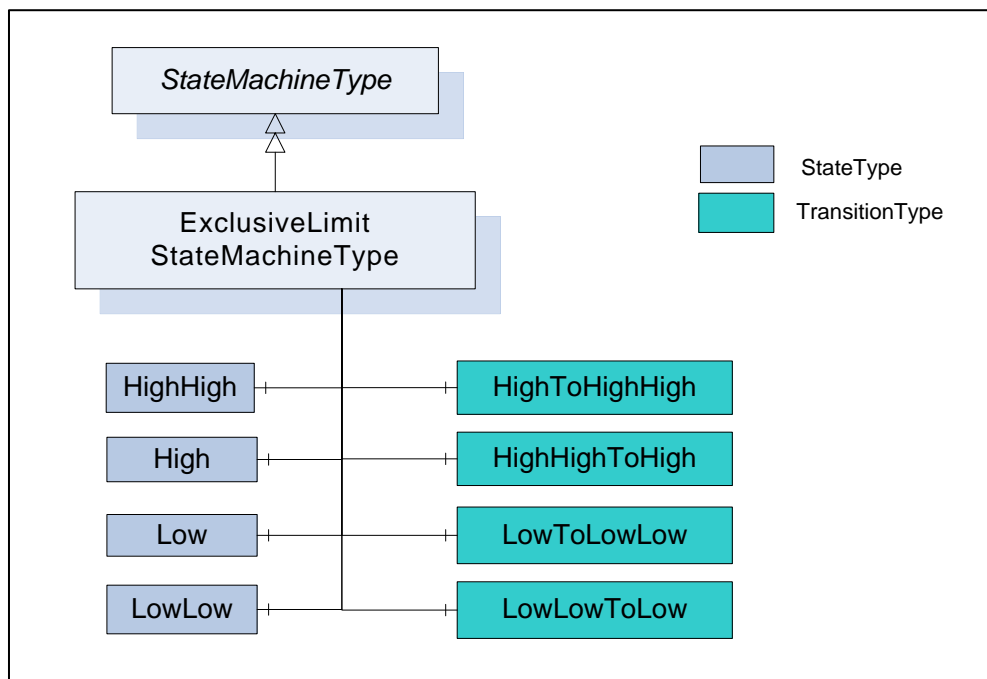 StateMachineType
ExclusiveLimit
StateMachineType
StateType
TransitionType
HighHigh
HighToHighHigh
High
HighHighToHigh
Low
LowToLowLow
LowLow
LowLowToLow